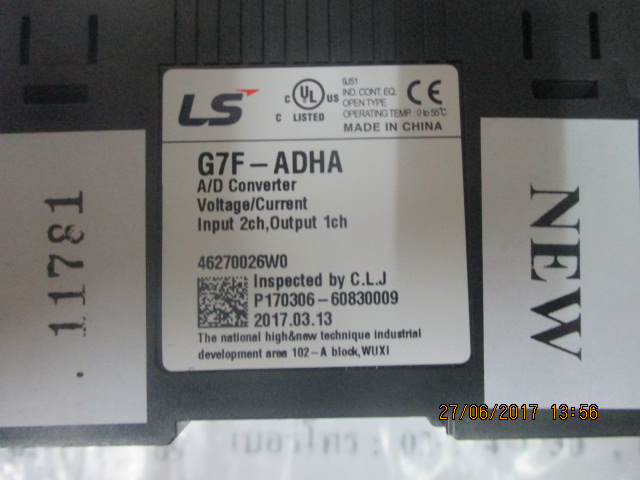 LS
C UL US
C LISTED
9J51
IND. CONT. EQ.
OPEN TYPE
OPERATING TEMP. : 0 to 55℃
CE
MADE IN CHINA
G7F-ADHA
A/D Converter
Voltage/Current
Input 2ch,Output 1ch
46270026W0
Inspected by C.L.J
P170306-60830009
2017.03.13
The national high&new technique industrial
development area 102-A block,WUXI
. 11781
NEW
27/06/2017 13:56